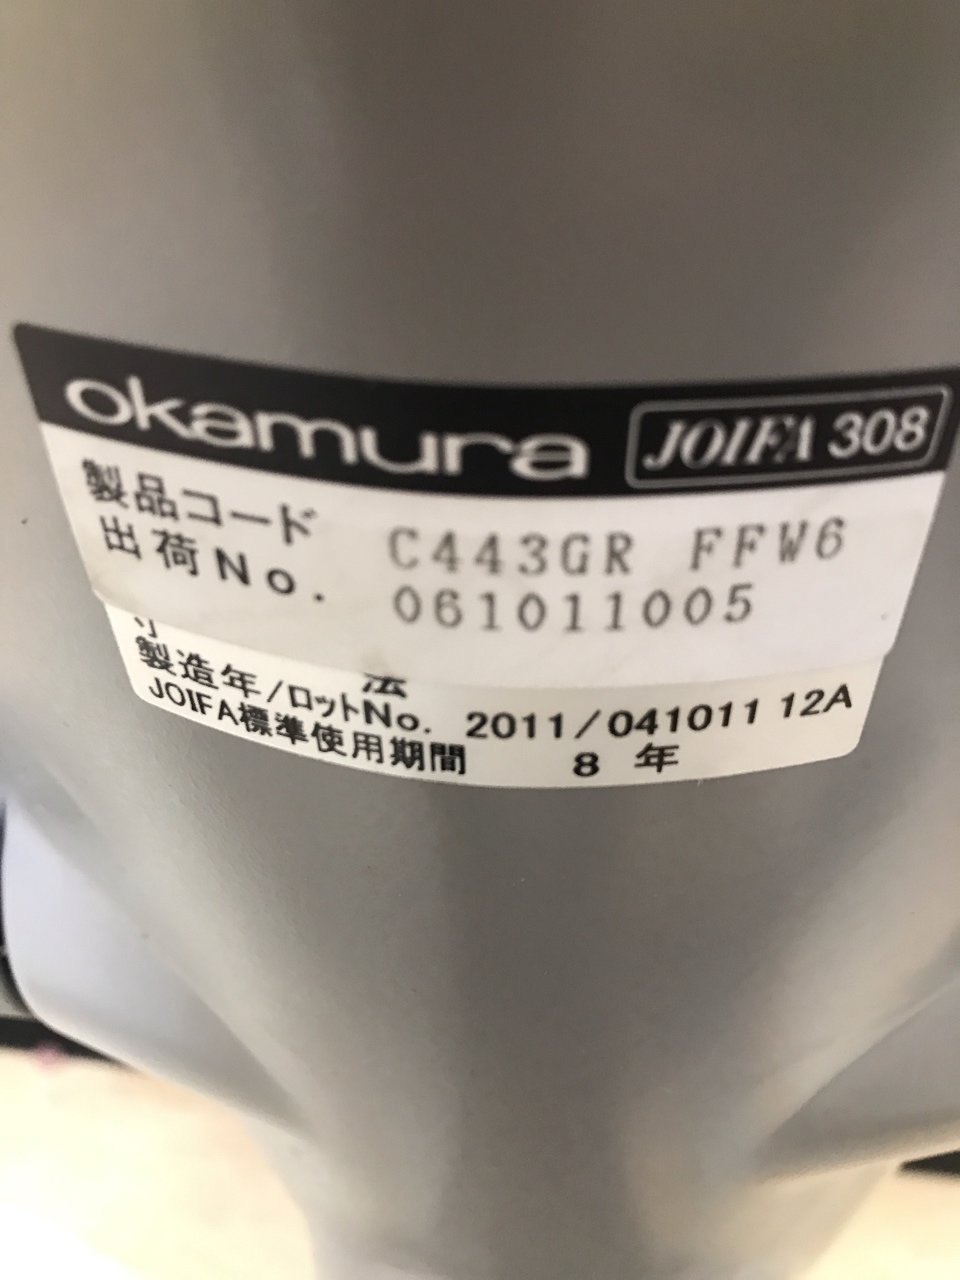 okamura JOIFA 308
製品コード C443GR FFW6
出荷No. 061011005
寸 法
製造年/ロットNo. 2011/041011 12A
JOIFA標準使用期間 8 年